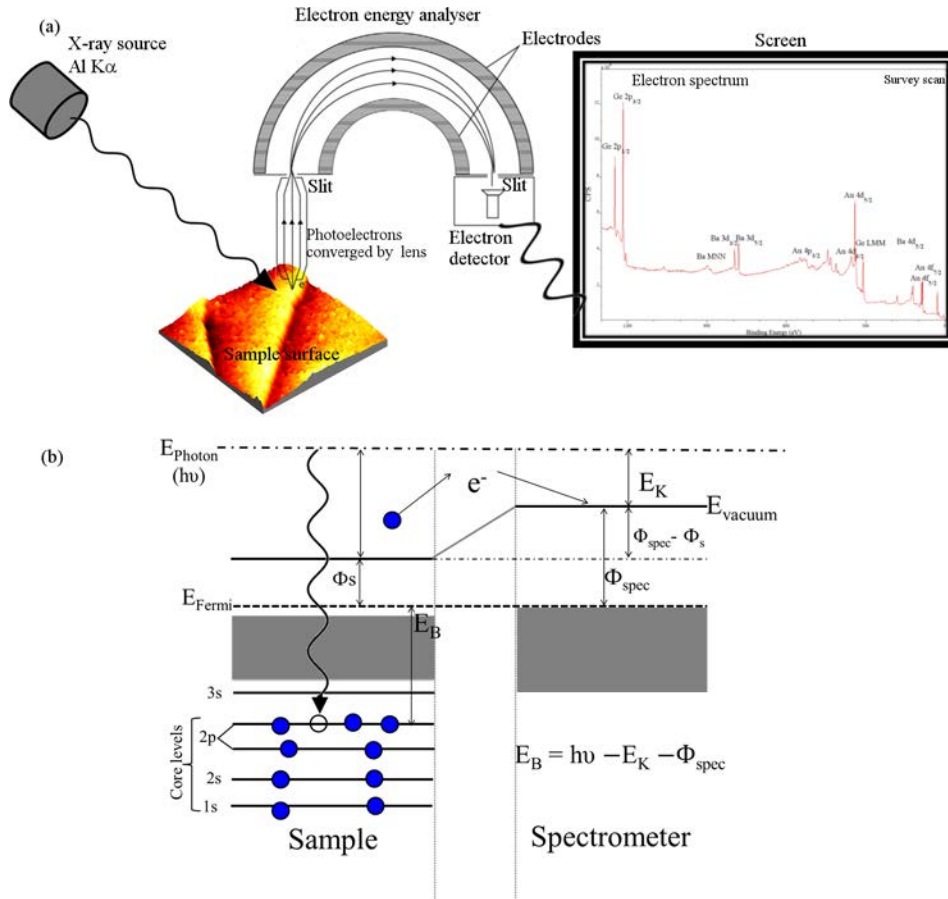 (a)
Electron energy analyser
X-ray source
Al Kα
Electrodes
Screen
Electron spectrum
Survey scan
Ge 2p3/2
Ge 2p1/2
CPS
Ba MNN
Ba 3d3/2
Ba 3d5/2
Au 4p1/2
Au 4d3/2
Au 4d5/2
Ge LMM
Ba 4d5/2
Au 4f5/2
Binding Energy (eV)
Slit
Slit
Photoelectrons
converged by lens
Electron
detector
e
Sample surface
(b)
EPhoton
(hυ)
e-
EK
Evacuum
Φspec- Φs
Φs
Φspec
EFermi
EB
3s
2p
2s
1s
Core levels
EB = hυ −EK −Φspec
Sample
Spectrometer